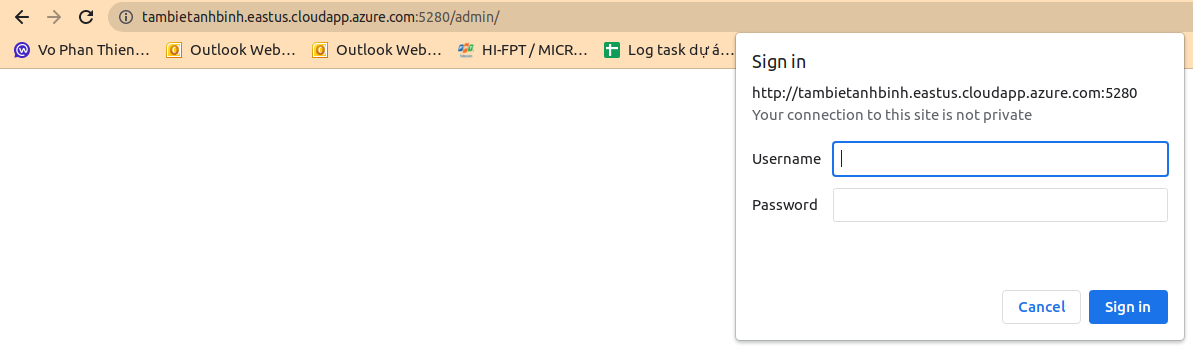 tambietanhbinh.eastus.cloudapp.azure.com:5280/admin/
Vo Phan Thien... Outlook Web... Outlook Web... HI-FPT / MICR... Log task dự á...
Sign in
http://tambietanhbinh.eastus.cloudapp.azure.com:5280
Your connection to this site is not private
Username
Password
Cancel Sign in